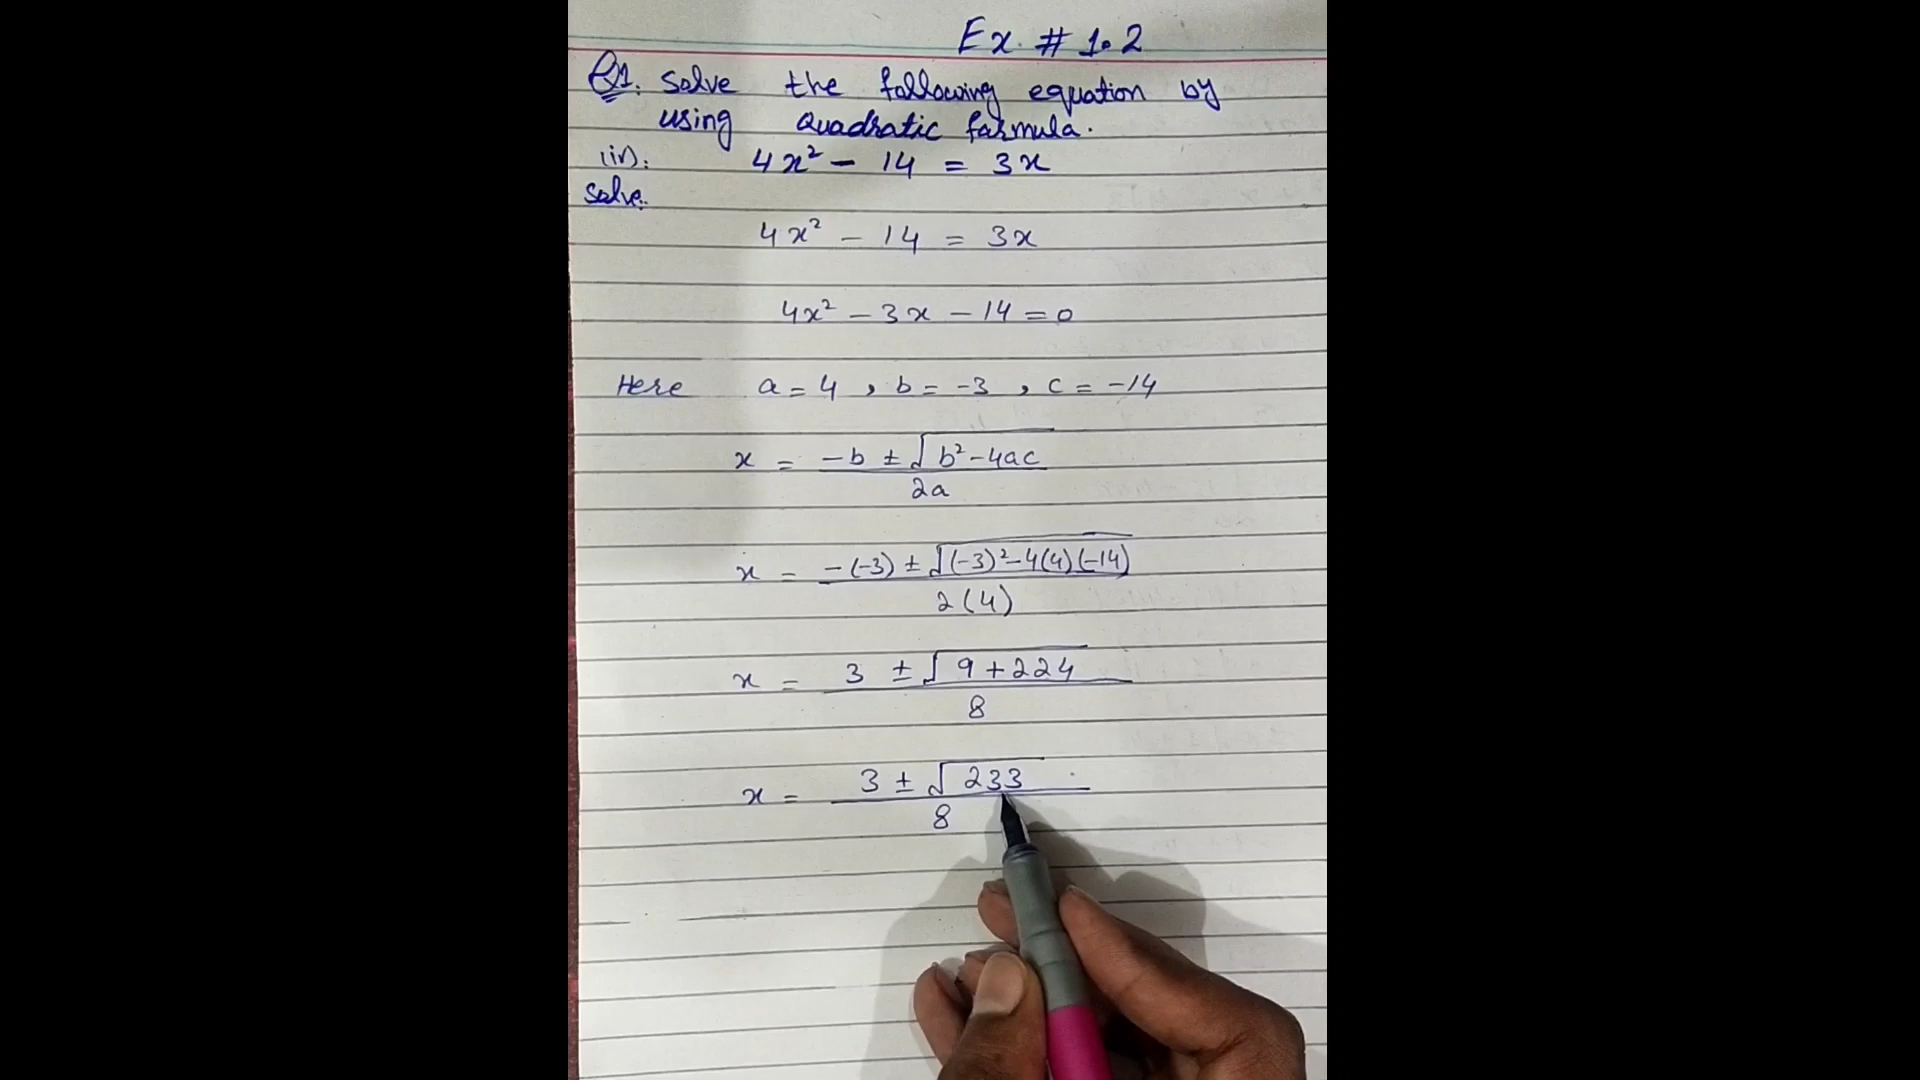 Ex. # 1.2
Q1. Solve the following equation by
using Quadratic formula.
(iv). 4x² - 14 = 3x
Solve.
4x² - 14 = 3x
4x² - 3x - 14 = 0
Here a = 4 , b = -3 , c = -14
x = -b ± √b² - 4ac
2a
x = -(-3) ± √(-3)² - 4(4)(-14)
2(4)
x = 3 ± √9 + 224
8
x = 3 ± √233
8